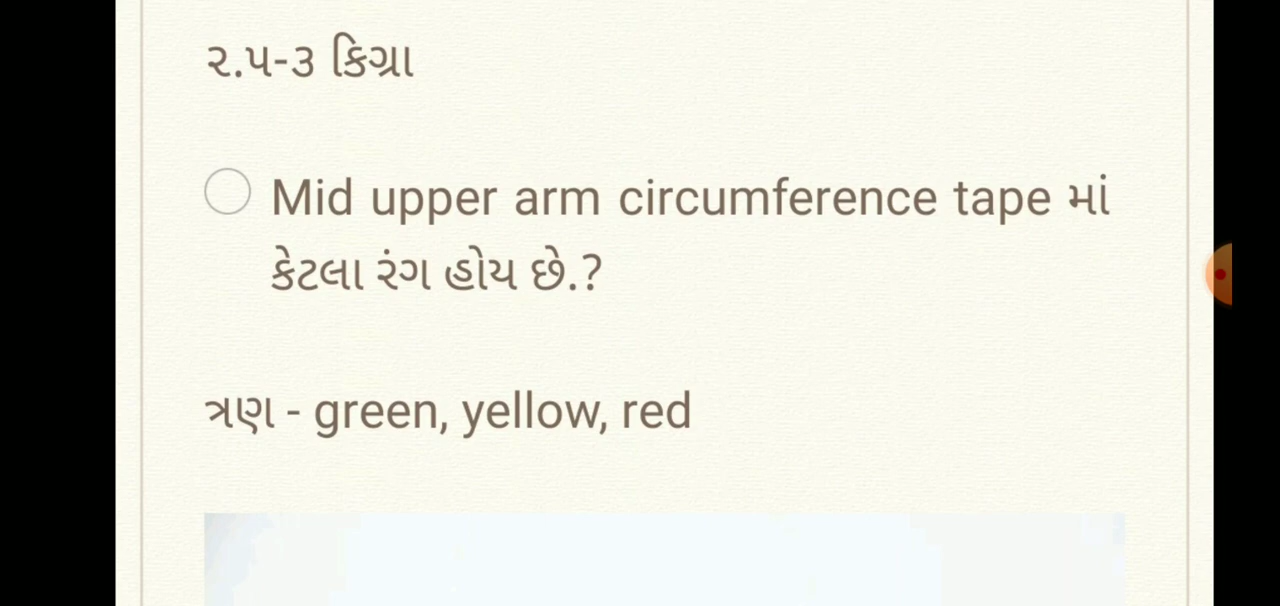 ૨.૫-૩ કિગ્રા
Mid upper arm circumference tape માં
કેટલા રંગ હોય છે.?
ત્રણ - green, yellow, red